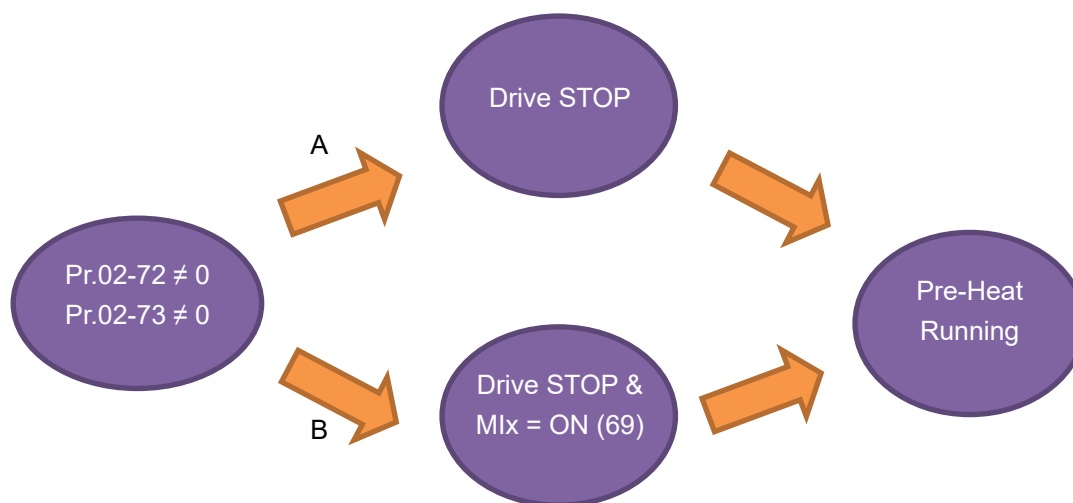 Drive STOP
A
Pr.02-72 ≠ 0
Pr.02-73 ≠ 0
Pre-Heat
Running
B
Drive STOP &
MIx = ON (69)